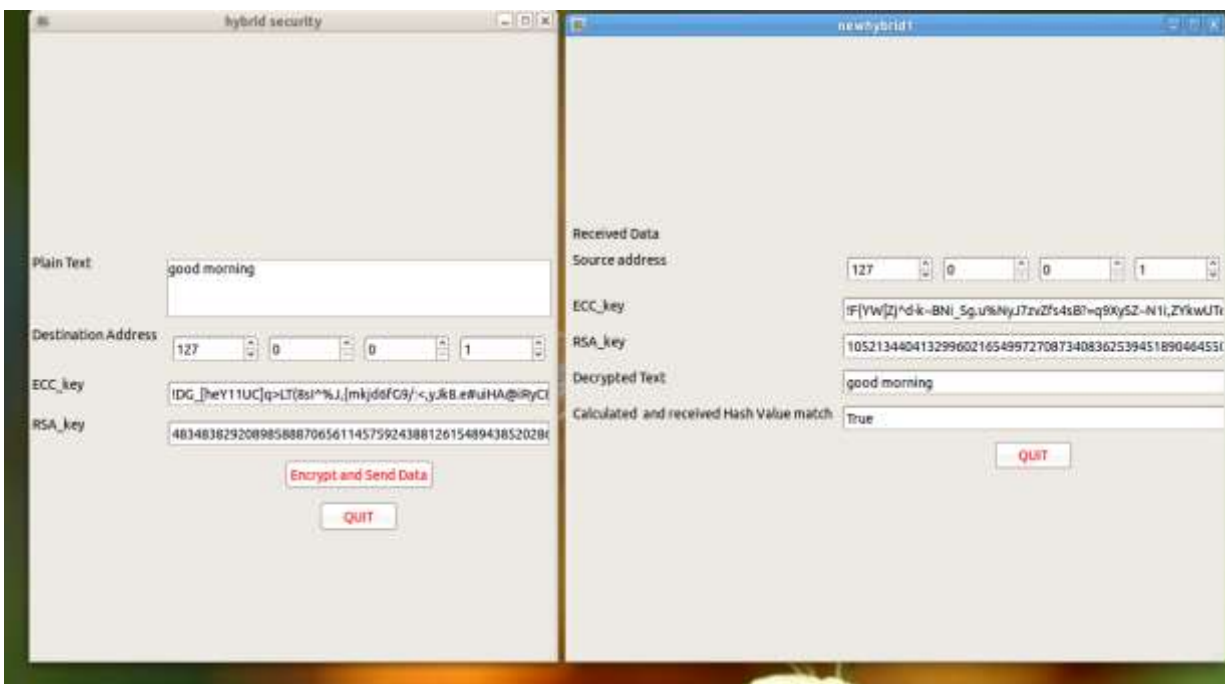 hybrid security
Plain Text
good morning
Destination Address
127 0 0 1
ECC_key
RSA_key
Encrypt and Send Data
QUIT
newhybrid1
Received Data
Source address
127 0 0 1
ECC_key
RSA_key
Decrypted Text
good morning
Calculated and received Hash Value match
True
QUIT